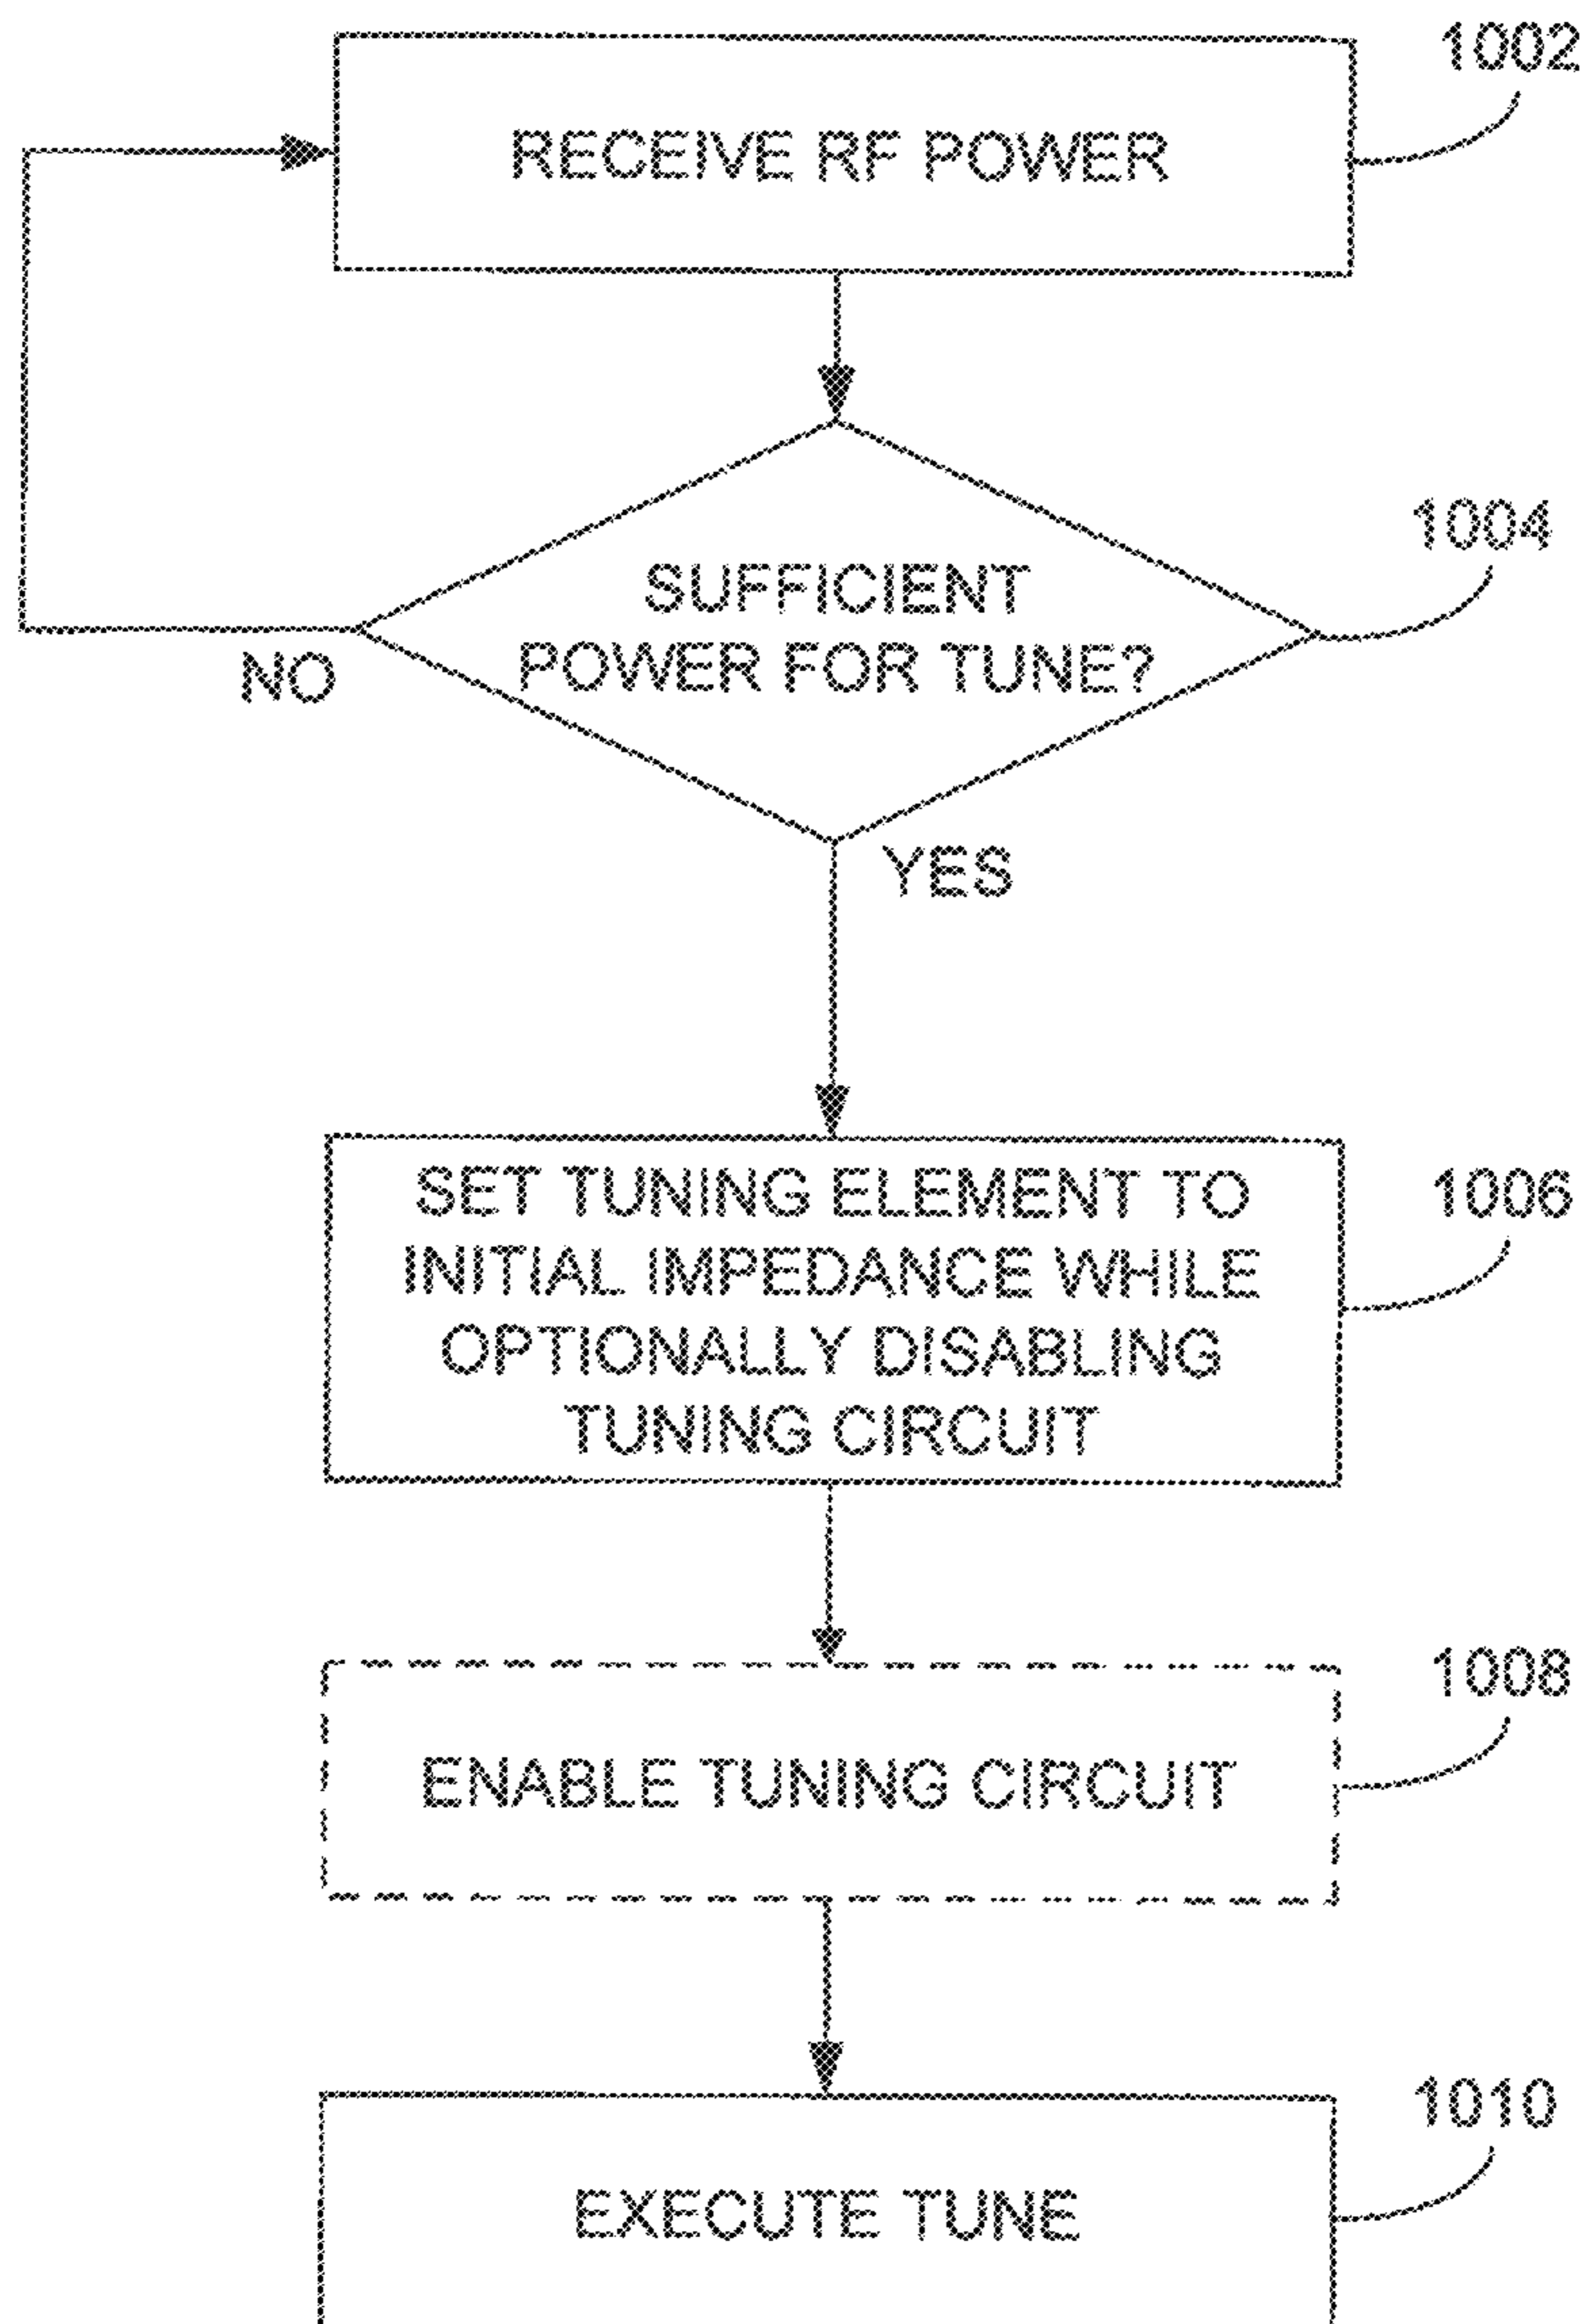 1002
RECEIVE RF POWER
1004
SUFFICIENT
POWER FOR TUNE?
NO
YES
SET TUNING ELEMENT TO
1006
INITIAL IMPEDANCE WHILE
OPTIONALLY DISABLING
TUNING CIRCUIT
1008
ENABLE TUNING CIRCUIT
1010
EXECUTE TUNE